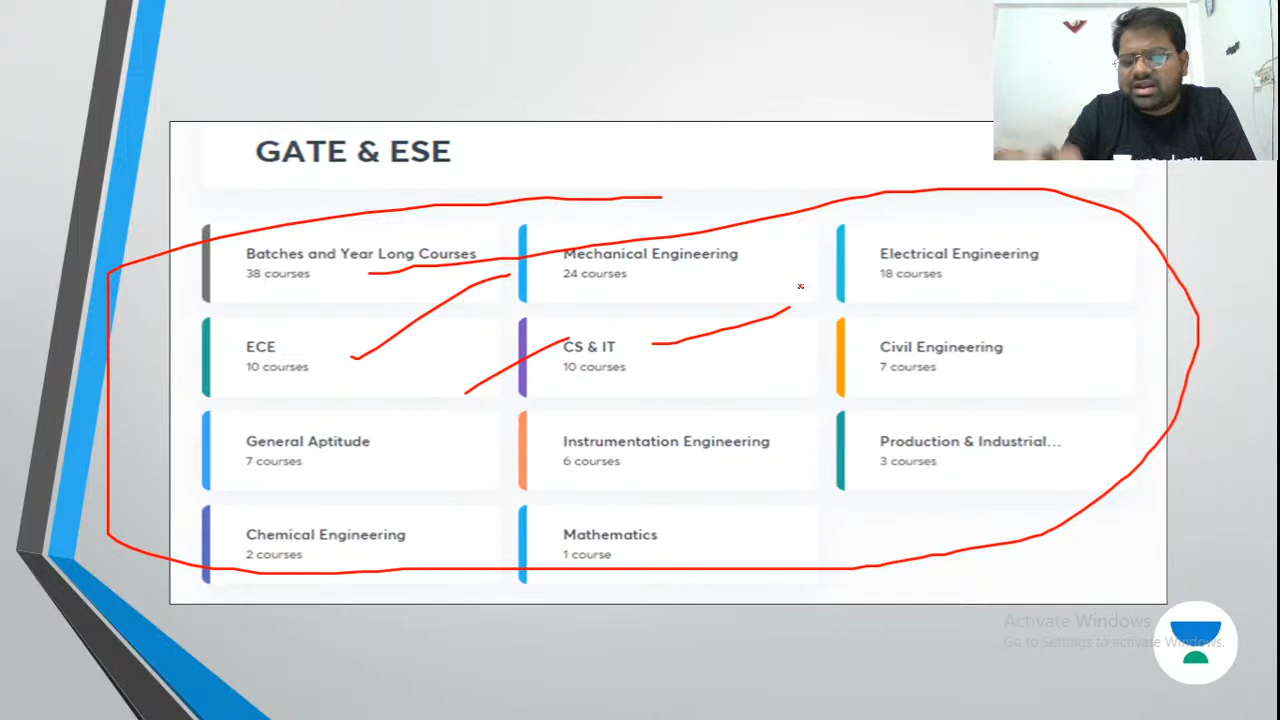 GATE & ESE
Batches and Year Long Courses
38 courses
Mechanical Engineering
24 courses
Electrical Engineering
18 courses
ECE
10 courses
CS & IT
10 courses
Civil Engineering
7 courses
General Aptitude
7 courses
Instrumentation Engineering
6 courses
Production & Industrial...
3 courses
Chemical Engineering
2 courses
Mathematics
1 course
Activate Windows
Go to Settings to activate Windows.